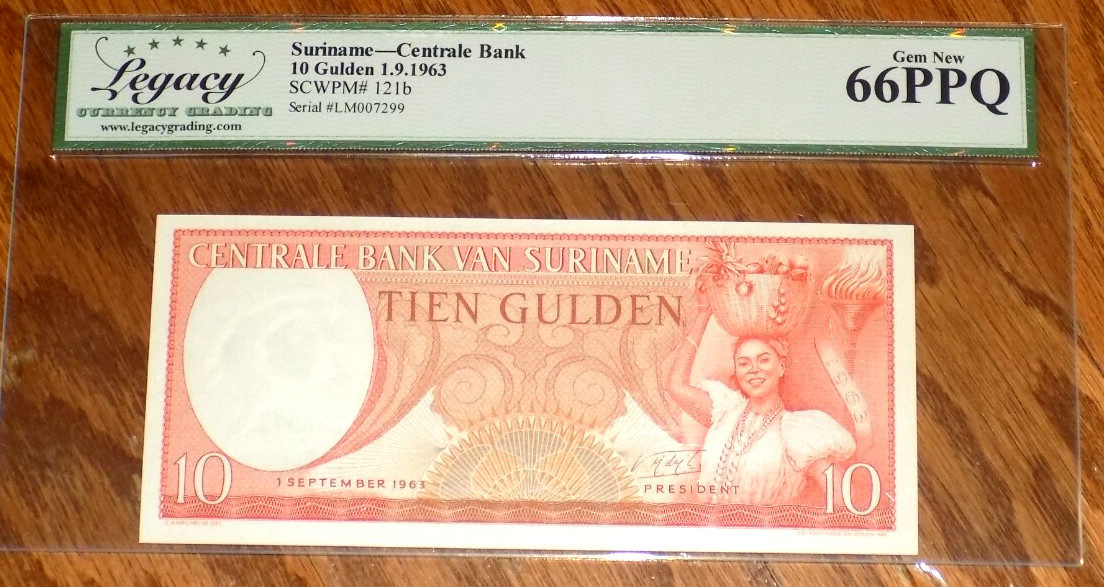 Legacy
CURRENCY GRADING
www.legacygrading.com
Suriname—Centrale Bank
10 Gulden 1.9.1963
SCWPM# 121b
Serial #LM007299
Gem New
66PPQ
CENTRALE BANK VAN SURINAME
TIEN GULDEN
1963
10
1 SEPTEMBER 1963
PRESIDENT
10